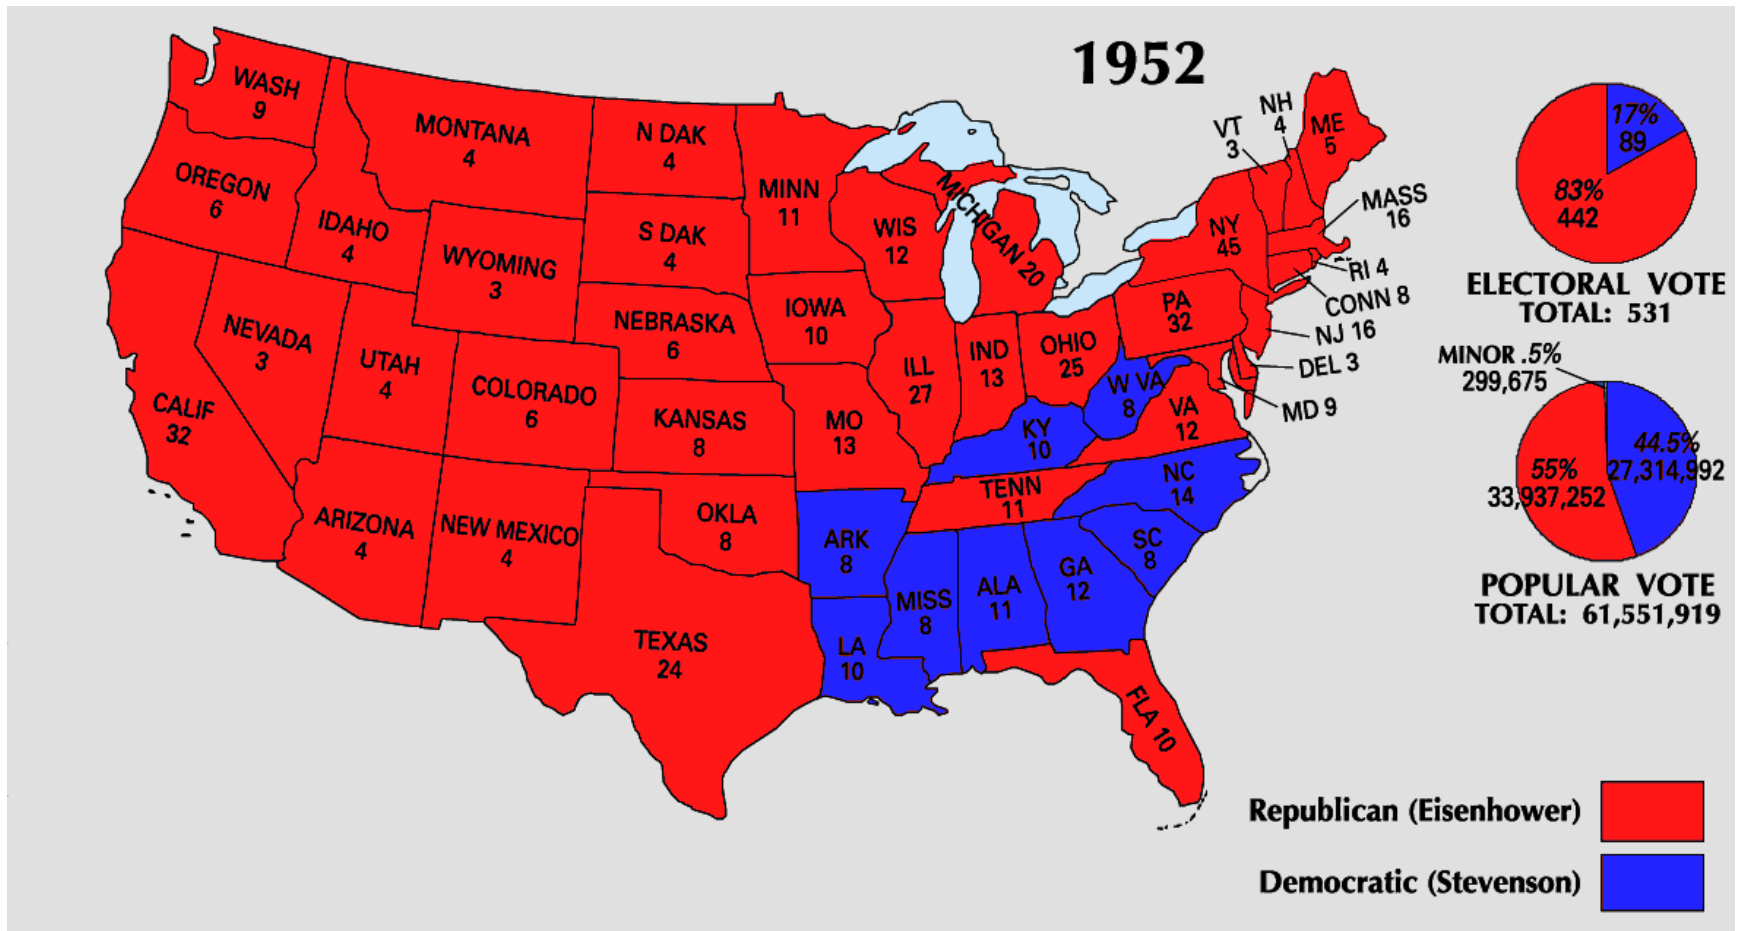 1952
WASH
9
MONTANA
4
N DAK
4
MINN
11
OREGON
6
IDAHO
4
WYOMING
3
S DAK
4
WIS
12
MICHIGAN 20
NY
45
VT
3
NH
4
ME
5
MASS
16
RI 4
CONN 8
NJ 16
DEL 3
MD 9
PA
32
NEVADA
3
UTAH
4
COLORADO
6
NEBRASKA
6
IOWA
10
ILL
27
IND
13
OHIO
25
W VA
8
VA
12
CALIF
32
KANSAS
8
MO
13
KY
10
NC
14
TENN
11
ARIZONA
4
NEW MEXICO
4
OKLA
8
ARK
8
SC
8
MISS
8
ALA
11
GA
12
TEXAS
24
LA
10
FLA 10
17%
89
83%
442
ELECTORAL VOTE
TOTAL: 531
MINOR .5%
299,675
44.5%
27,314,992
55%
33,937,252
POPULAR VOTE
TOTAL: 61,551,919
Republican (Eisenhower)
Democratic (Stevenson)